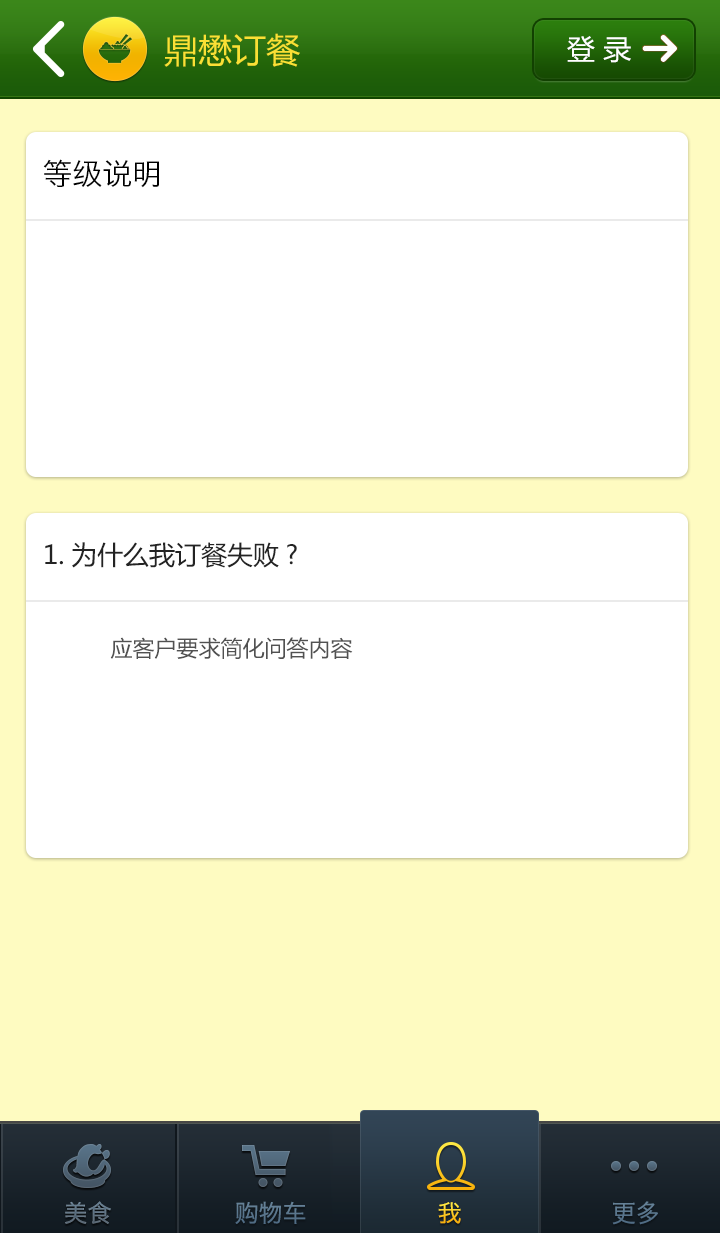 鼎懋订餐
登录
等级说明
1. 为什么我订餐失败？
应客户要求简化问答内容
美食
购物车
我
更多